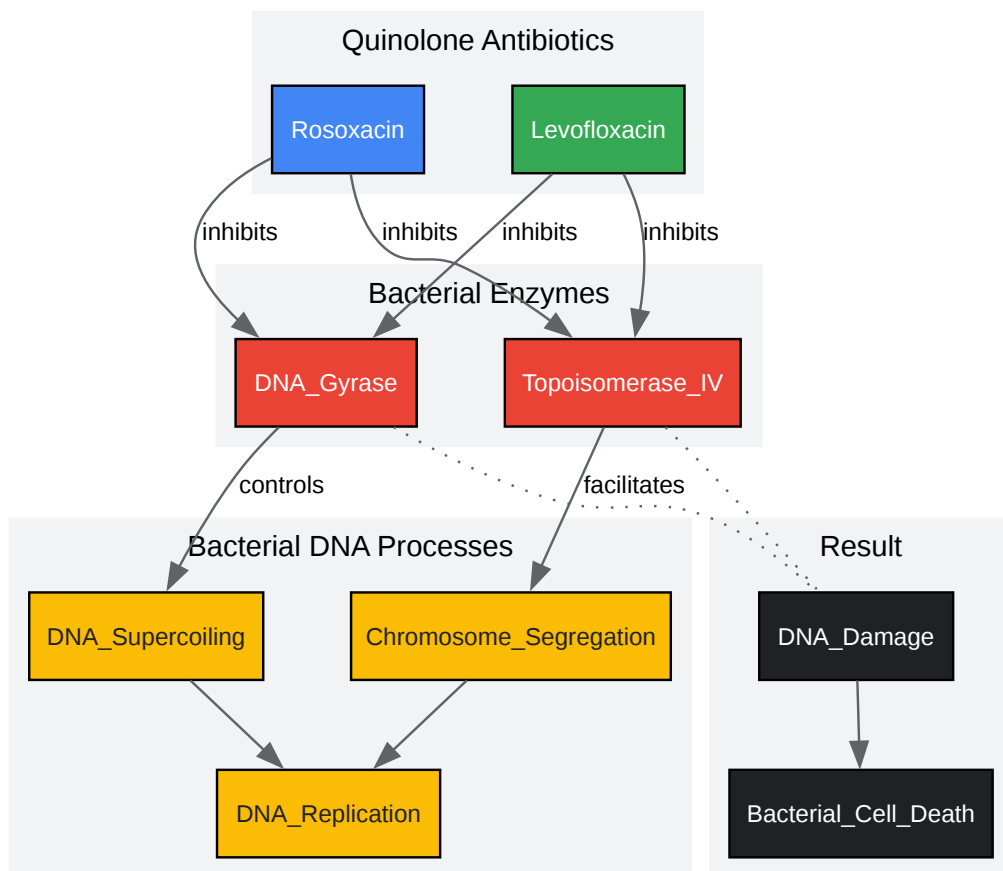 Quinolone Antibiotics
Rosoxacin
Levofloxacin
inhibits
inhibits
inhibits
inhibits
Bacterial Enzymes
DNA_Gyrase
Topoisomerase_IV
controls
facilitates
Bacterial DNA Processes
Result
DNA_Supercoiling
Chromosome_Segregation
DNA_Damage
DNA_Replication
Bacterial_Cell_Death